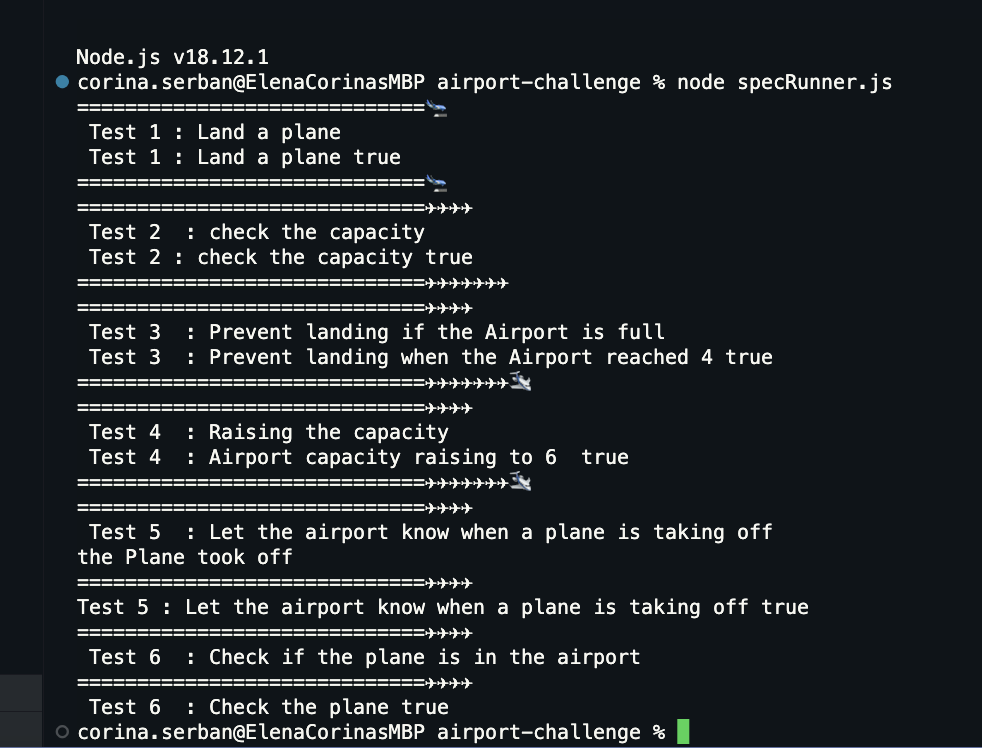 Node.js v18.12.1
corina.serban@ElenaCorinasMBP airport-challenge % node specRunner.js
=============================🛬
Test 1 : Land a plane
Test 1 : Land a plane true
=============================🛬
=============================✈✈✈✈
Test 2  : check the capacity
Test 2 : check the capacity true
=============================✈✈✈✈✈✈✈
=============================✈✈✈✈
Test 3  : Prevent landing if the Airport is full
Test 3  : Prevent landing when the Airport reached 4 true
=============================✈✈✈✈✈✈✈🛩
=============================✈✈✈✈
Test 4  : Raising the capacity
Test 4  : Airport capacity raising to 6  true
=============================✈✈✈✈✈✈✈🛩
=============================✈✈✈✈
Test 5  : Let the airport know when a plane is taking off
the Plane took off
=============================✈✈✈✈
Test 5 : Let the airport know when a plane is taking off true
=============================✈✈✈✈
Test 6  : Check if the plane is in the airport
=============================✈✈✈✈
Test 6  : Check the plane true
corina.serban@ElenaCorinasMBP airport-challenge %